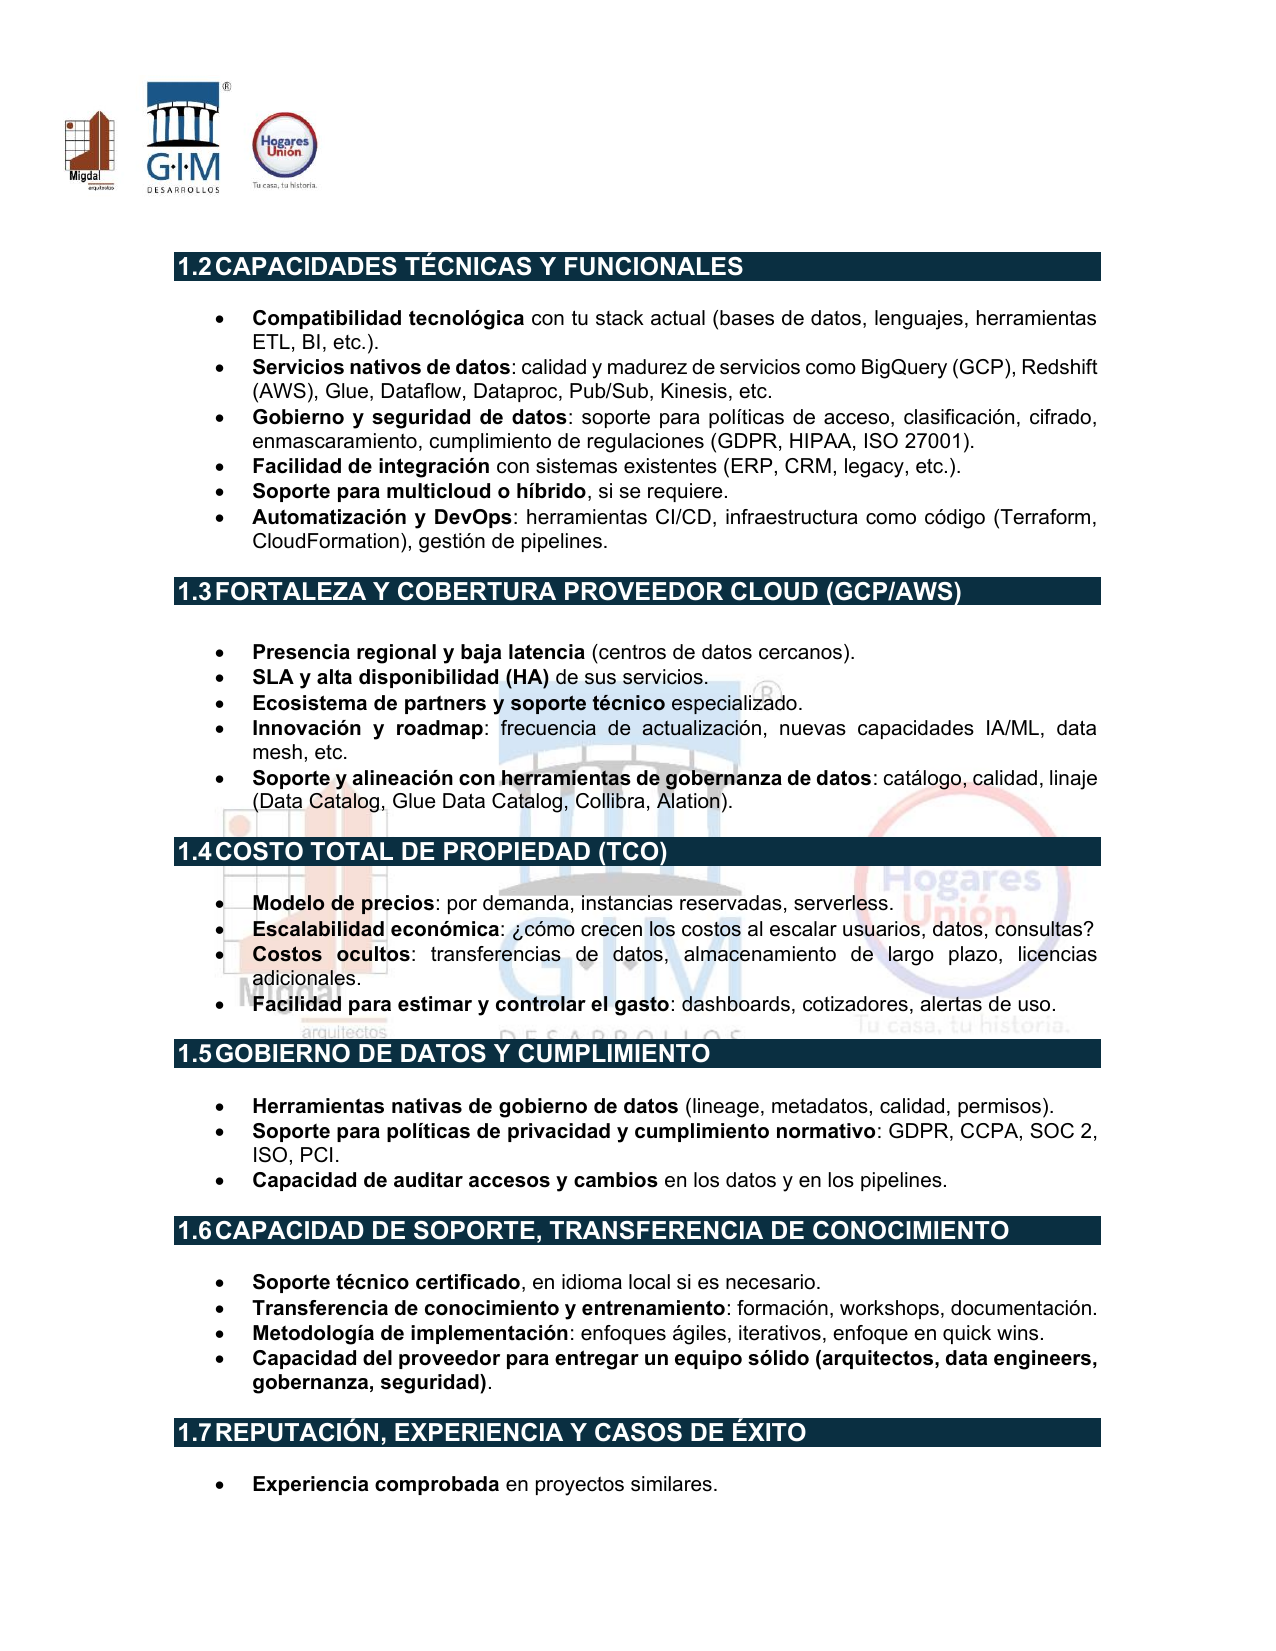 ®
G·I·M
DESARROLLOS
Migdal
arquitectos
Hogares
Unión
Tu casa, tu historia.
1.2 CAPACIDADES TÉCNICAS Y FUNCIONALES
• Compatibilidad tecnológica con tu stack actual (bases de datos, lenguajes, herramientas
ETL, BI, etc.).
• Servicios nativos de datos: calidad y madurez de servicios como BigQuery (GCP), Redshift
(AWS), Glue, Dataflow, Dataproc, Pub/Sub, Kinesis, etc.
• Gobierno y seguridad de datos: soporte para políticas de acceso, clasificación, cifrado,
enmascaramiento, cumplimiento de regulaciones (GDPR, HIPAA, ISO 27001).
• Facilidad de integración con sistemas existentes (ERP, CRM, legacy, etc.).
• Soporte para multicloud o híbrido, si se requiere.
• Automatización y DevOps: herramientas CI/CD, infraestructura como código (Terraform,
CloudFormation), gestión de pipelines.
1.3 FORTALEZA Y COBERTURA PROVEEDOR CLOUD (GCP/AWS)
• Presencia regional y baja latencia (centros de datos cercanos).
• SLA y alta disponibilidad (HA) de sus servicios.
• Ecosistema de partners y soporte técnico especializado.
• Innovación y roadmap: frecuencia de actualización, nuevas capacidades IA/ML, data
mesh, etc.
• Soporte y alineación con herramientas de gobernanza de datos: catálogo, calidad, linaje
(Data Catalog, Glue Data Catalog, Collibra, Alation).
1.4 COSTO TOTAL DE PROPIEDAD (TCO)
• Modelo de precios: por demanda, instancias reservadas, serverless.
• Escalabilidad económica: ¿cómo crecen los costos al escalar usuarios, datos, consultas?
• Costos ocultos: transferencias de datos, almacenamiento de largo plazo, licencias
adicionales.
• Facilidad para estimar y controlar el gasto: dashboards, cotizadores, alertas de uso.
1.5 GOBIERNO DE DATOS Y CUMPLIMIENTO
• Herramientas nativas de gobierno de datos (lineage, metadatos, calidad, permisos).
• Soporte para políticas de privacidad y cumplimiento normativo: GDPR, CCPA, SOC 2,
ISO, PCI.
• Capacidad de auditar accesos y cambios en los datos y en los pipelines.
1.6 CAPACIDAD DE SOPORTE, TRANSFERENCIA DE CONOCIMIENTO
• Soporte técnico certificado, en idioma local si es necesario.
• Transferencia de conocimiento y entrenamiento: formación, workshops, documentación.
• Metodología de implementación: enfoques ágiles, iterativos, enfoque en quick wins.
• Capacidad del proveedor para entregar un equipo sólido (arquitectos, data engineers,
gobernanza, seguridad).
1.7 REPUTACIÓN, EXPERIENCIA Y CASOS DE ÉXITO
• Experiencia comprobada en proyectos similares.
®
G·I·M
DESARROLLOS
Migdal
arquitectos
Hogares
Unión
Tu casa, tu historia.